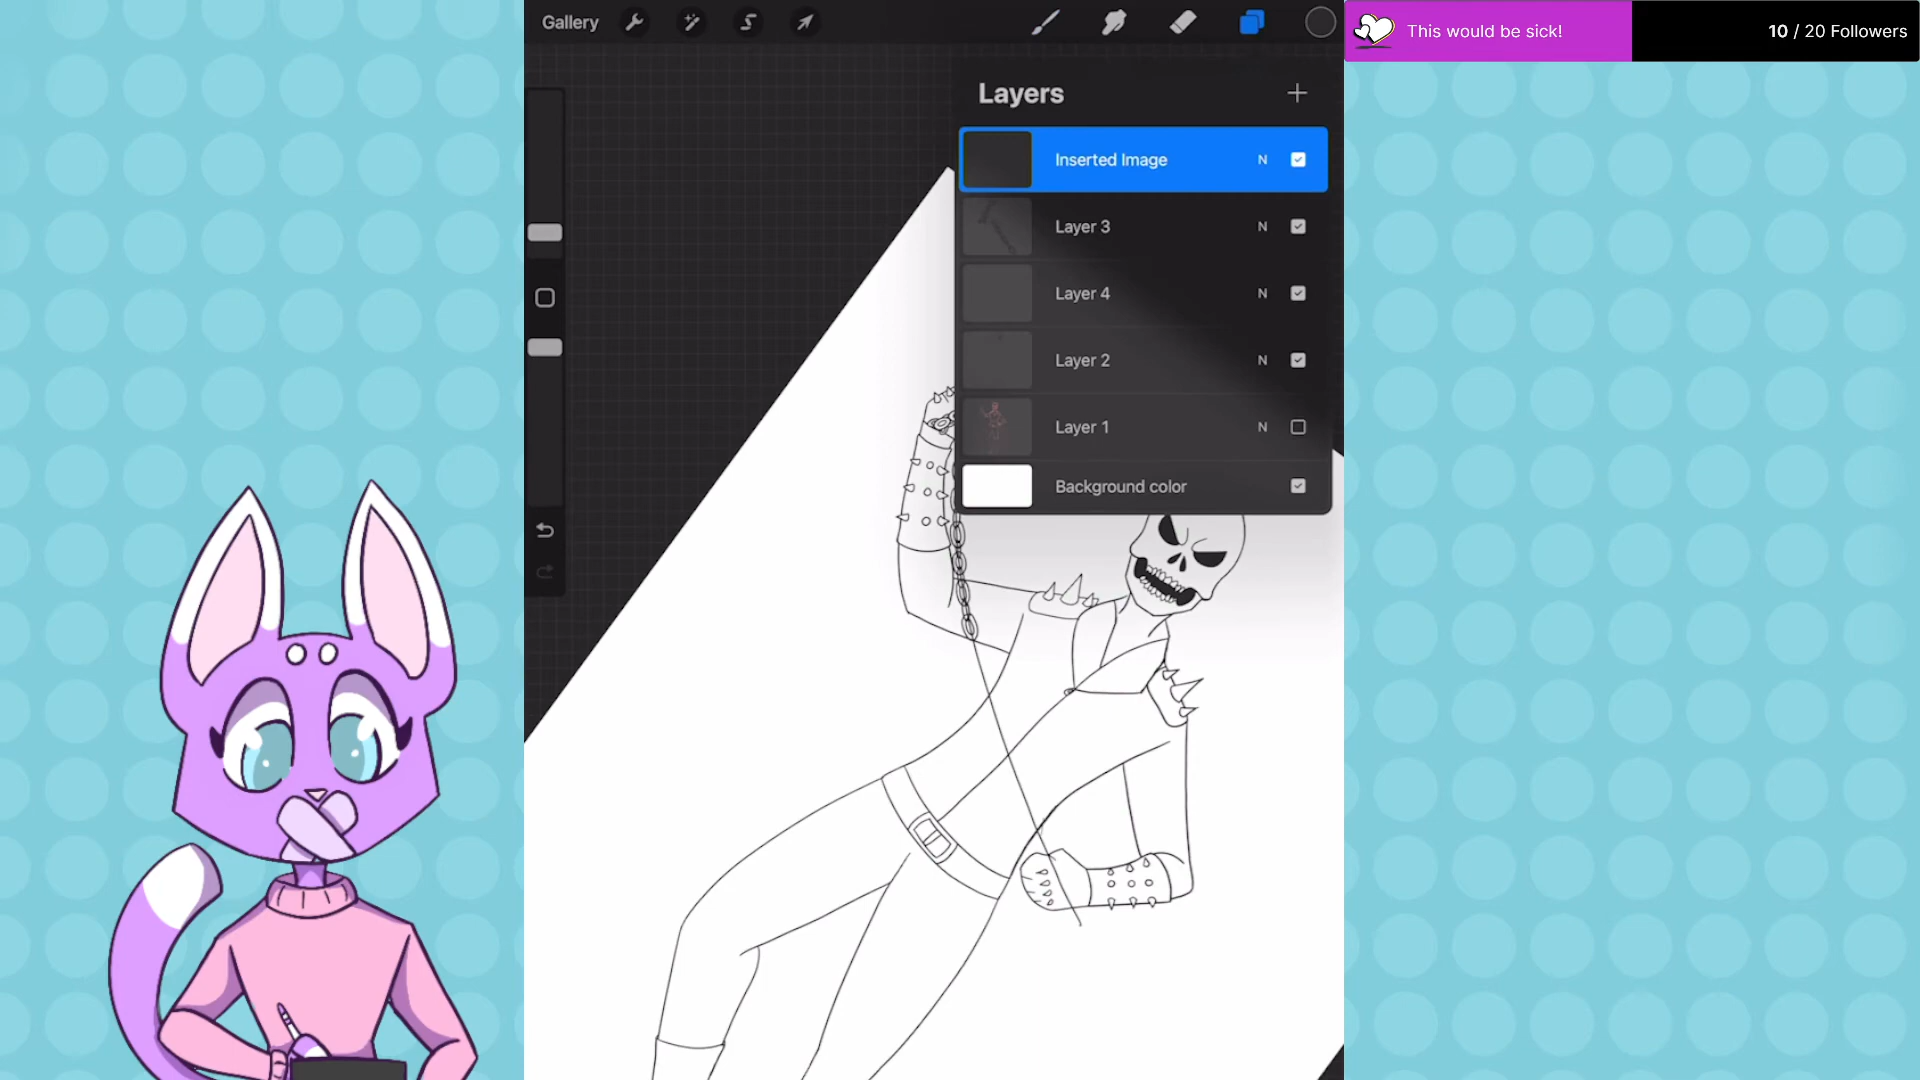 Gallery
This would be sick!
10 / 20 Followers
Layers
Inserted Image N
Layer 3 N
Layer 4 N
Layer 2 N
Layer 1 N
Background color